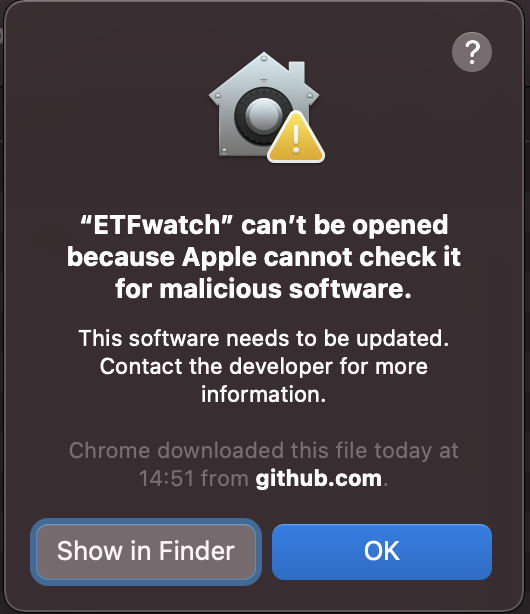 ?
“ETFwatch” can’t be opened
because Apple cannot check it
for malicious software.
This software needs to be updated.
Contact the developer for more
information.
Chrome downloaded this file today at
14:51 from github.com.
Show in Finder
OK